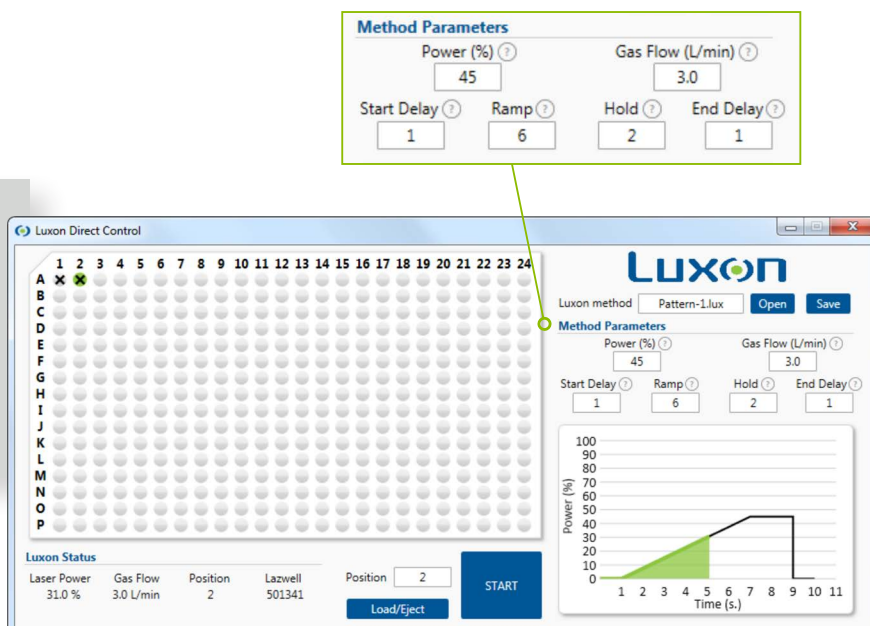 Method Parameters
Power (%) ? Gas Flow (L/min) ?
45 3.0
Start Delay ? Ramp ? Hold ? End Delay ?
1 6 2 1
Luxon Direct Control
1 2 3 4 5 6 7 8 9 10 11 12 13 14 15 16 17 18 19 20 21 22 23 24
A
B
C
D
E
F
G
H
I
J
K
L
M
N
O
P
Luxon
Luxon method Pattern-1.lux Open Save
Method Parameters
Power (%) ? Gas Flow (L/min) ?
45 3.0
Start Delay ? Ramp ? Hold ? End Delay ?
1 6 2 1
100
90
80
70
60
50
40
30
20
10
0
Power (%)
1 2 3 4 5 6 7 8 9 10 11
Time (s.)
Luxon Status
Laser Power Gas Flow Position Lazwell
31.0 % 3.0 L/min 2 501341
Position 2
Load/Eject
START